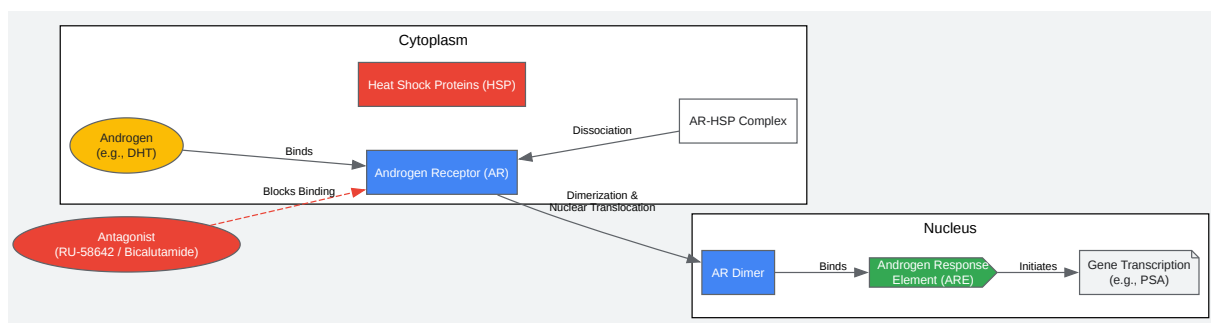 Cytoplasm
Heat Shock Proteins (HSP)
AR-HSP Complex
Androgen
(e.g., DHT)
Dissociation
Binds
Androgen Receptor (AR)
Blocks Binding
Dimerization &
Nuclear Translocation
Antagonist
(RU-58642 / Bicalutamide)
Nucleus
AR Dimer
Binds
Androgen Response
Element (ARE)
Initiates
Gene Transcription
(e.g., PSA)